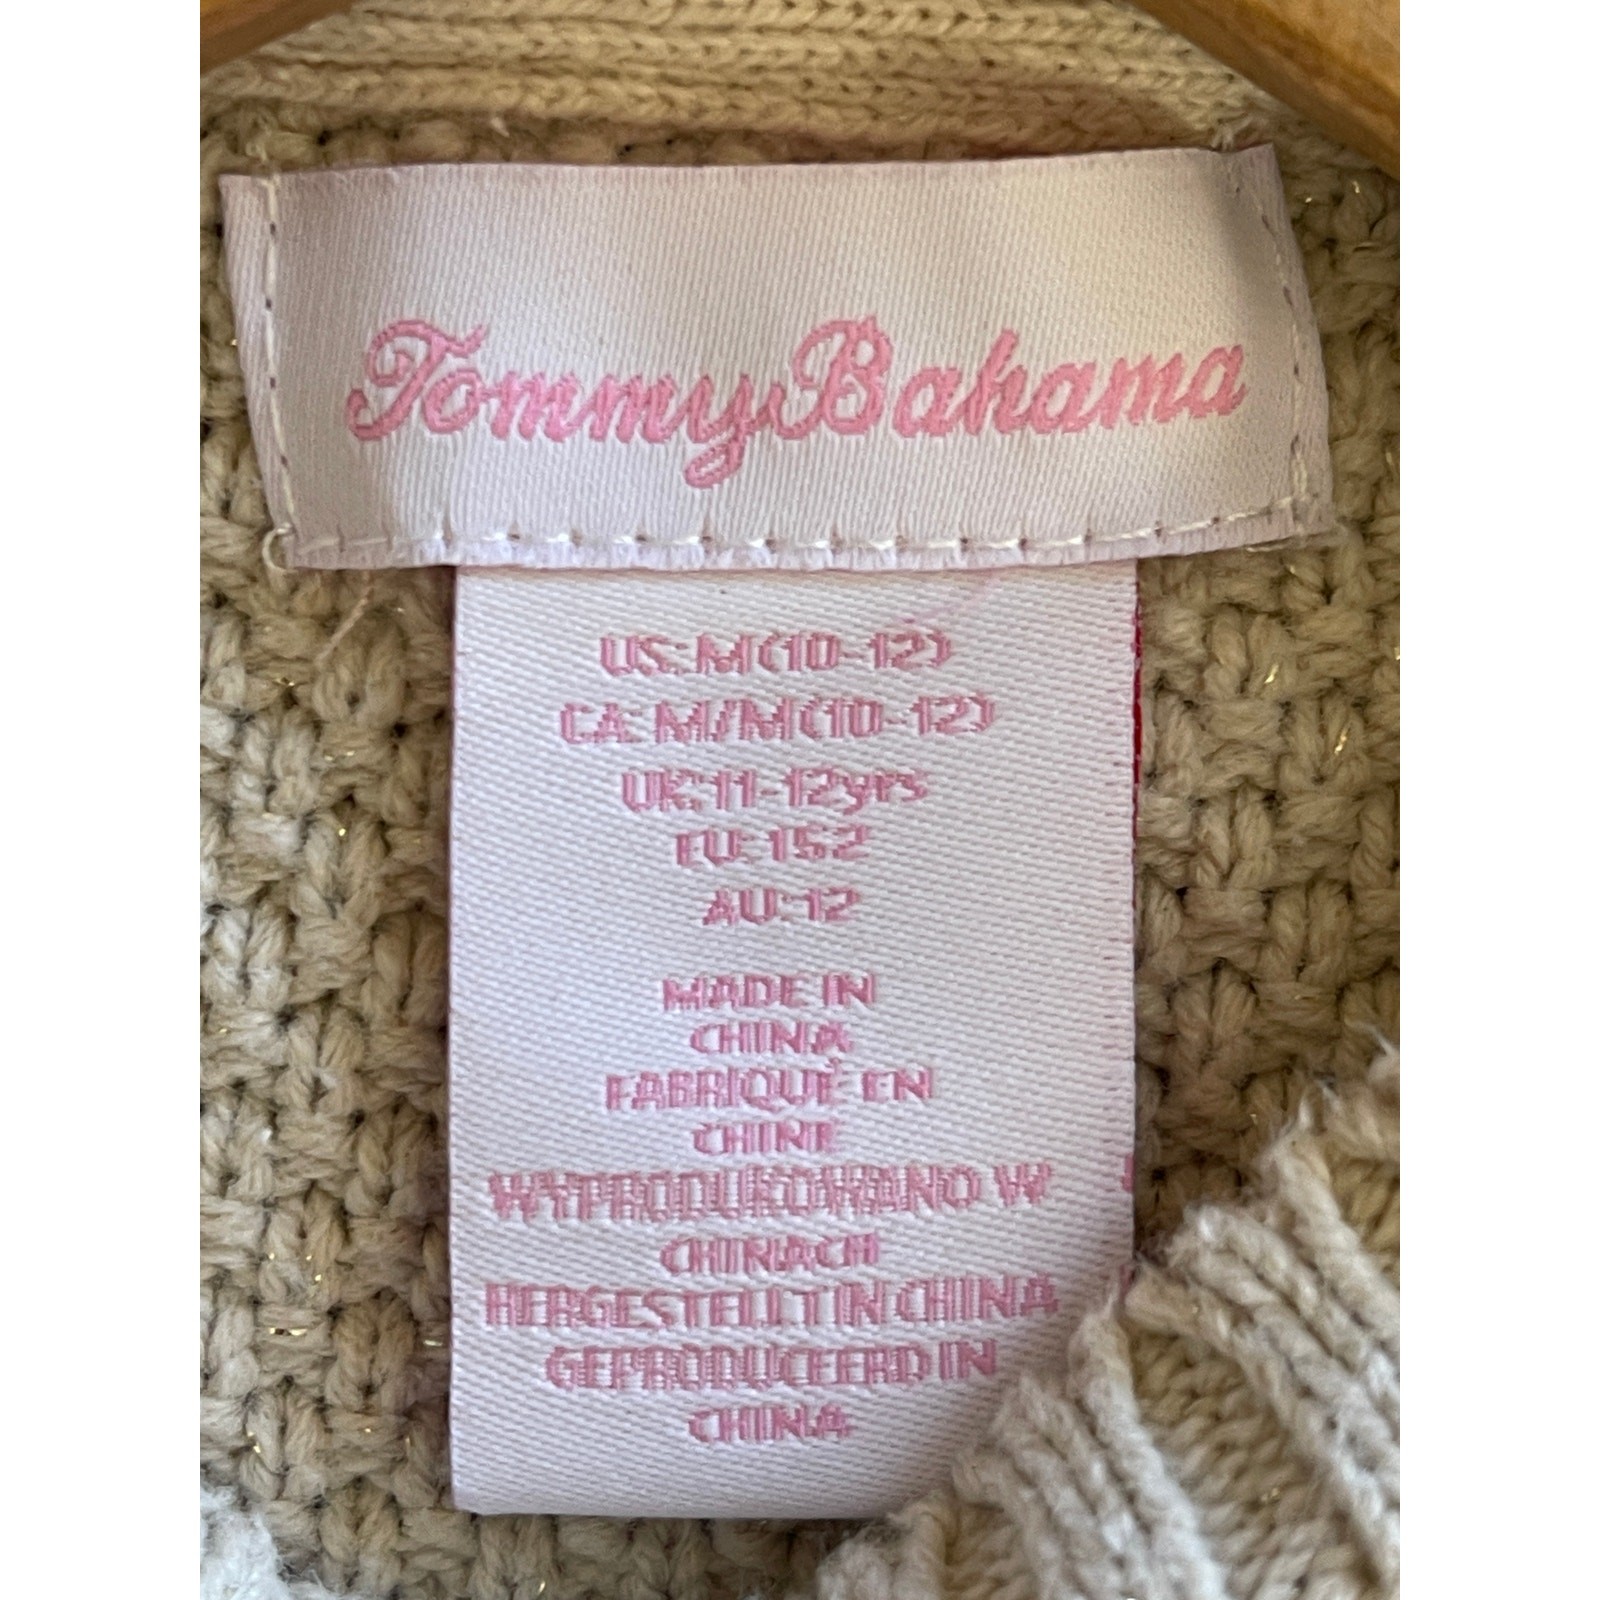 Tommy Bahama
US: M(10-12)
CA: M/M(10-12)
UK: 11-12yrs
EU: 152
AU: 12
MADE IN
CHINA
FABRIQUÉ EN
CHINE
WYPRODUKOWANO W
CHINACH
HERGESTELLT IN CHINA
GEPRODUCEERD IN
CHINA